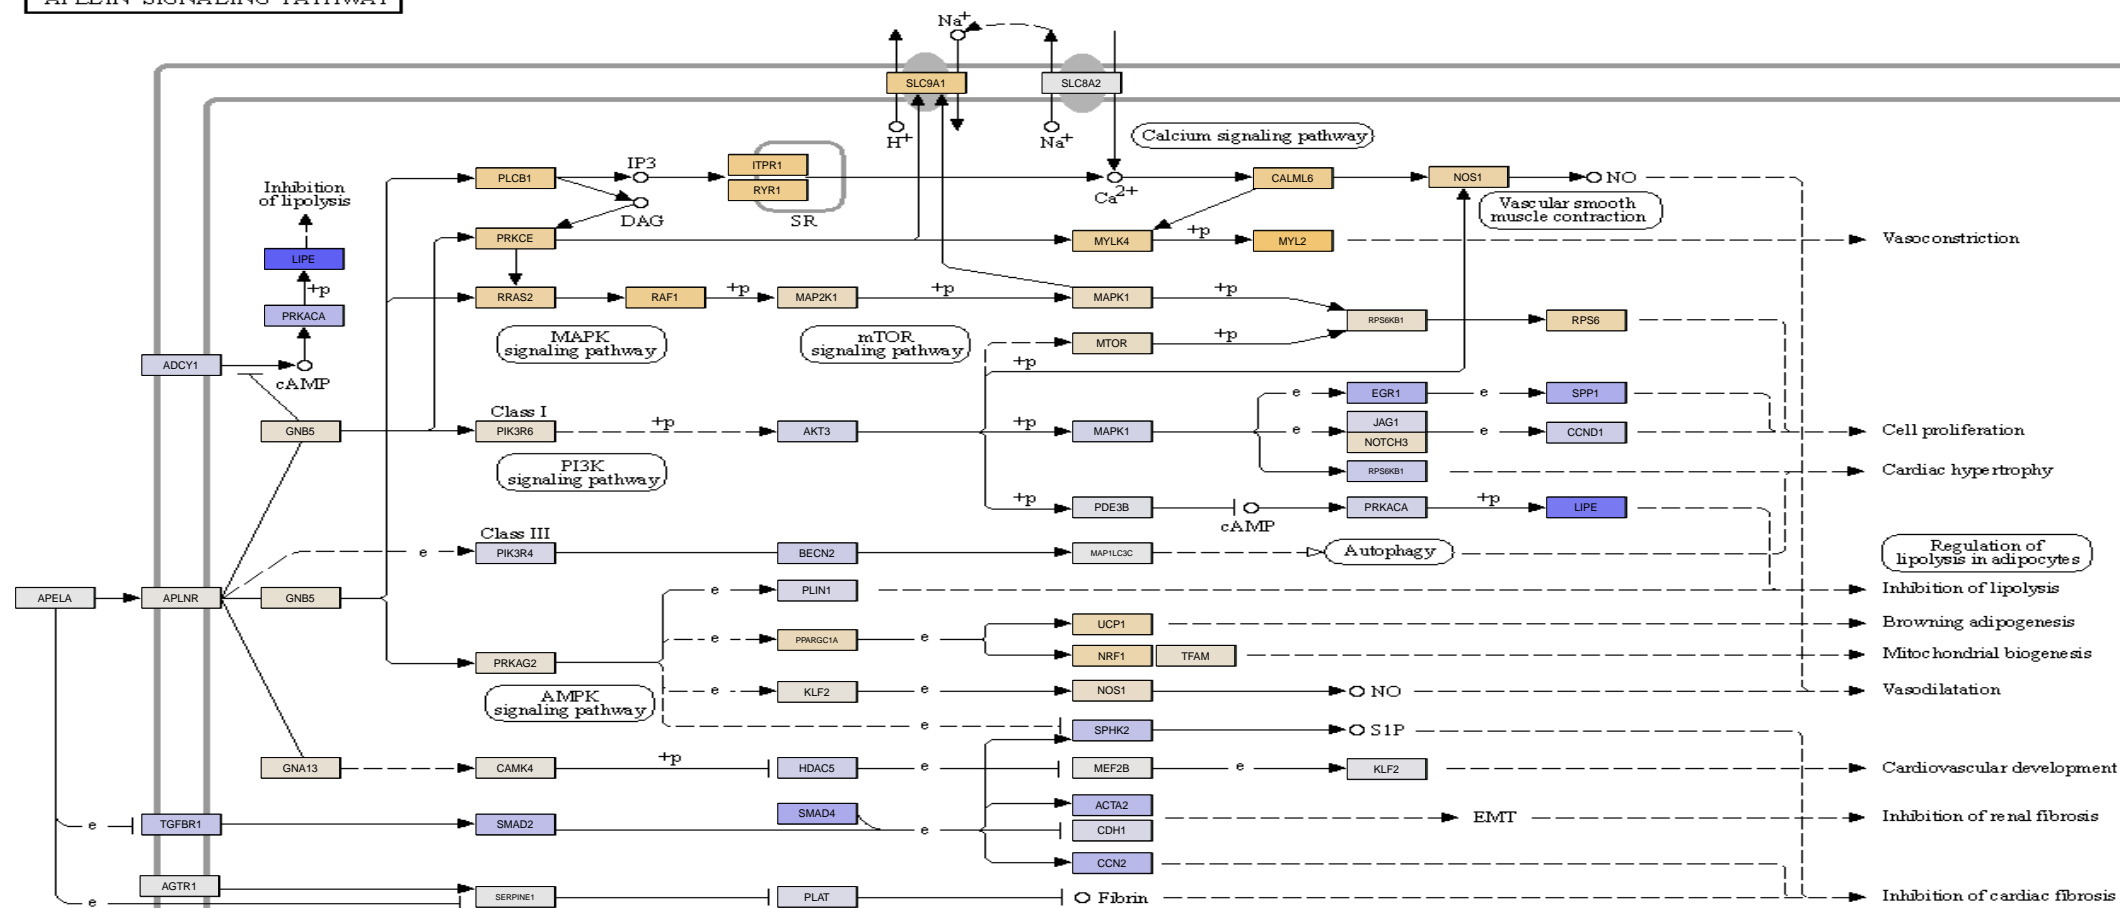 APELIN SIGNALING PATHWAY
Na+
SLC9A1
SLC8A2
H+
Na+
Calcium signaling pathway
IP3
ITPR1
PLCB1
RYR1
CALML6
NOS1
NO
Ca2+
Inhibition
of lipolysis
DAG
SR
Vascular smooth
muscle contraction
PRKCE
MYLK4
+p
MYL2
Vasoconstriction
LIPE
+p
PRKACA
RRAS2
RAF1
+p
MAP2K1
+p
MAPK1
+p
RPS6KB1
RPS6
MAPK
signaling pathway
mTOR
signaling pathway
MTOR
+p
ADCY1
cAMP
+p
EGR1
e
e
SPP1
Class I
GNB5
PIK3R6
+p
AKT3
+p
MAPK1
e
JAG1
NOTCH3
e
CCND1
Cell proliferation
PI3K
signaling pathway
RPS6KB1
Cardiac hypertrophy
+p
PDE3B
cAMP
PRKACA
+p
LIPE
Class III
e
PIK3R4
BECN2
MAP1LC3C
Autophagy
Regulation of
lipolysis in adipocytes
APELA
APLNR
GNB5
e
PLIN1
Inhibition of lipolysis
e
PPARGC1A
e
UCP1
Browning adipogenesis
NRF1
TFAM
Mitochondrial biogenesis
PRKAG2
AMPK
signaling pathway
e
KLF2
e
NOS1
NO
Vasodilatation
e
SPHK2
S1P
GNA13
CAMK4
+p
HDAC5
e
MEF2B
e
KLF2
Cardiovascular development
e
TGFBR1
SMAD2
SMAD4
e
ACTA2
CDH1
EMT
Inhibition of renal fibrosis
CCN2
AGTR1
e
SERPINE1
PLAT
Fibrin
Inhibition of cardiac fibrosis